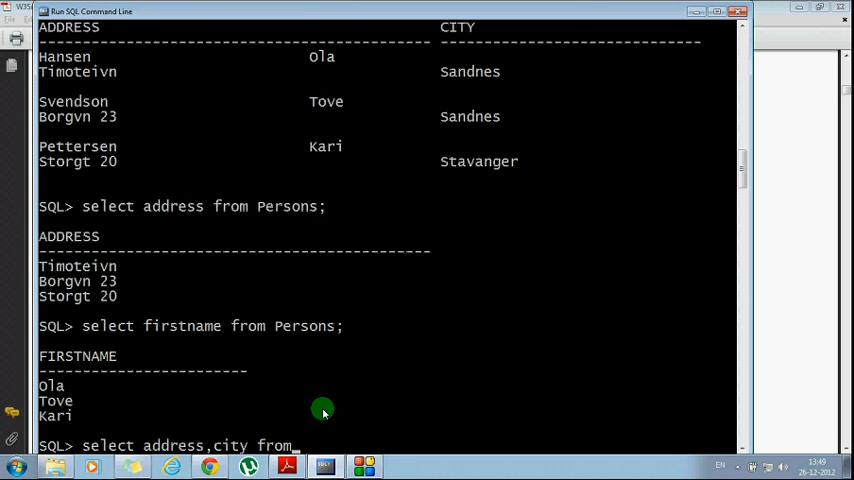 Run SQL Command Line
ADDRESS CITY
---------------------------------------------- ------------------------------
Hansen Ola
Timoteivn Sandnes
Svendson Tove
Borgvn 23 Sandnes
Pettersen Kari
Storgt 20 Stavanger
SQL> select address from Persons;
ADDRESS
----------------------------------------------
Timoteivn
Borgvn 23
Storgt 20
SQL> select firstname from Persons;
FIRSTNAME
------------------------
Ola
Tove
Kari
SQL> select address,city from_
EN
13:49
26-12-2012